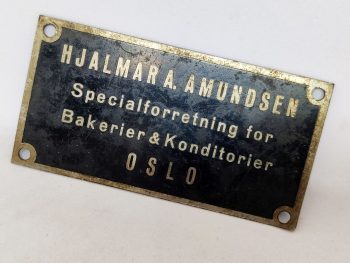 HJALMAR A. AMUNDSEN
Specialforretning for
Bakerier & Konditorier
OSLO